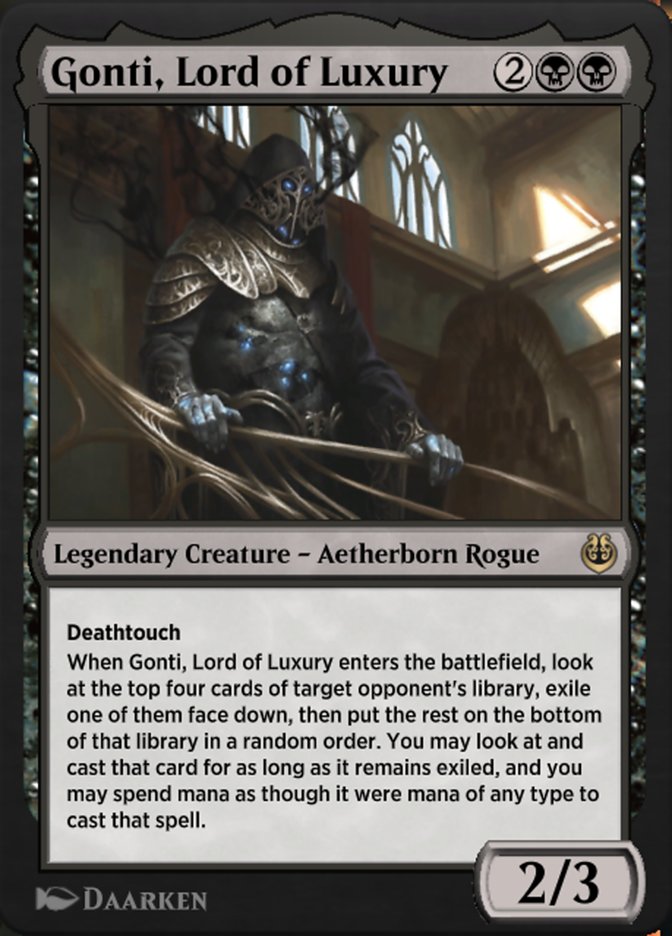 Gonti, Lord of Luxury 2
Legendary Creature – Aetherborn Rogue
Deathtouch
When Gonti, Lord of Luxury enters the battlefield, look
at the top four cards of target opponent's library, exile
one of them face down, then put the rest on the bottom
of that library in a random order. You may look at and
cast that card for as long as it remains exiled, and you
may spend mana as though it were mana of any type to
cast that spell.
2/3
Daarken